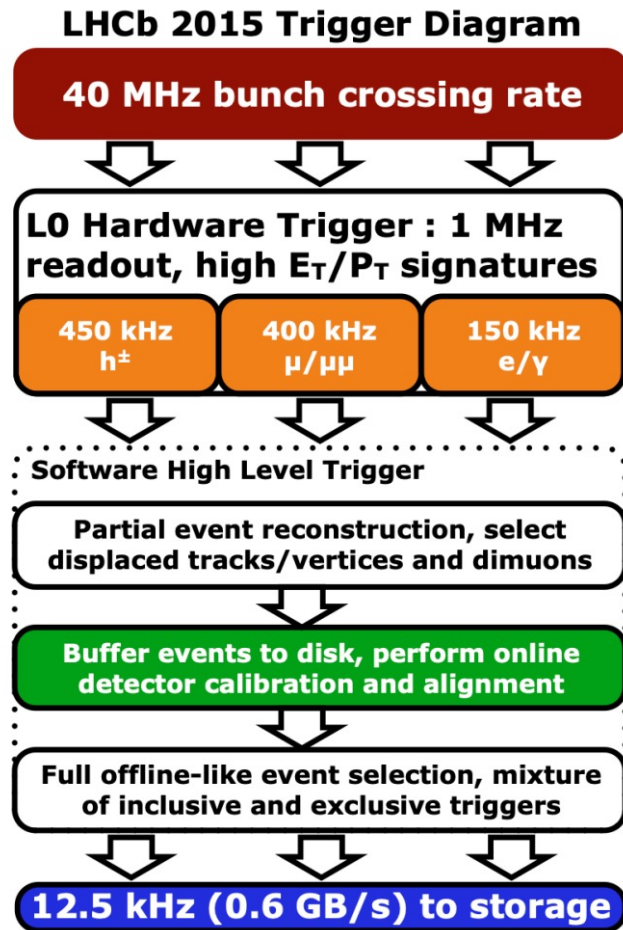 LHCb 2015 Trigger Diagram
40 MHz bunch crossing rate
L0 Hardware Trigger : 1 MHz
readout, high E_T/P_T signatures
450 kHz
h±
400 kHz
μ/μμ
150 kHz
e/γ
Software High Level Trigger
Partial event reconstruction, select
displaced tracks/vertices and dimuons
Buffer events to disk, perform online
detector calibration and alignment
Full offline-like event selection, mixture
of inclusive and exclusive triggers
12.5 kHz (0.6 GB/s) to storage